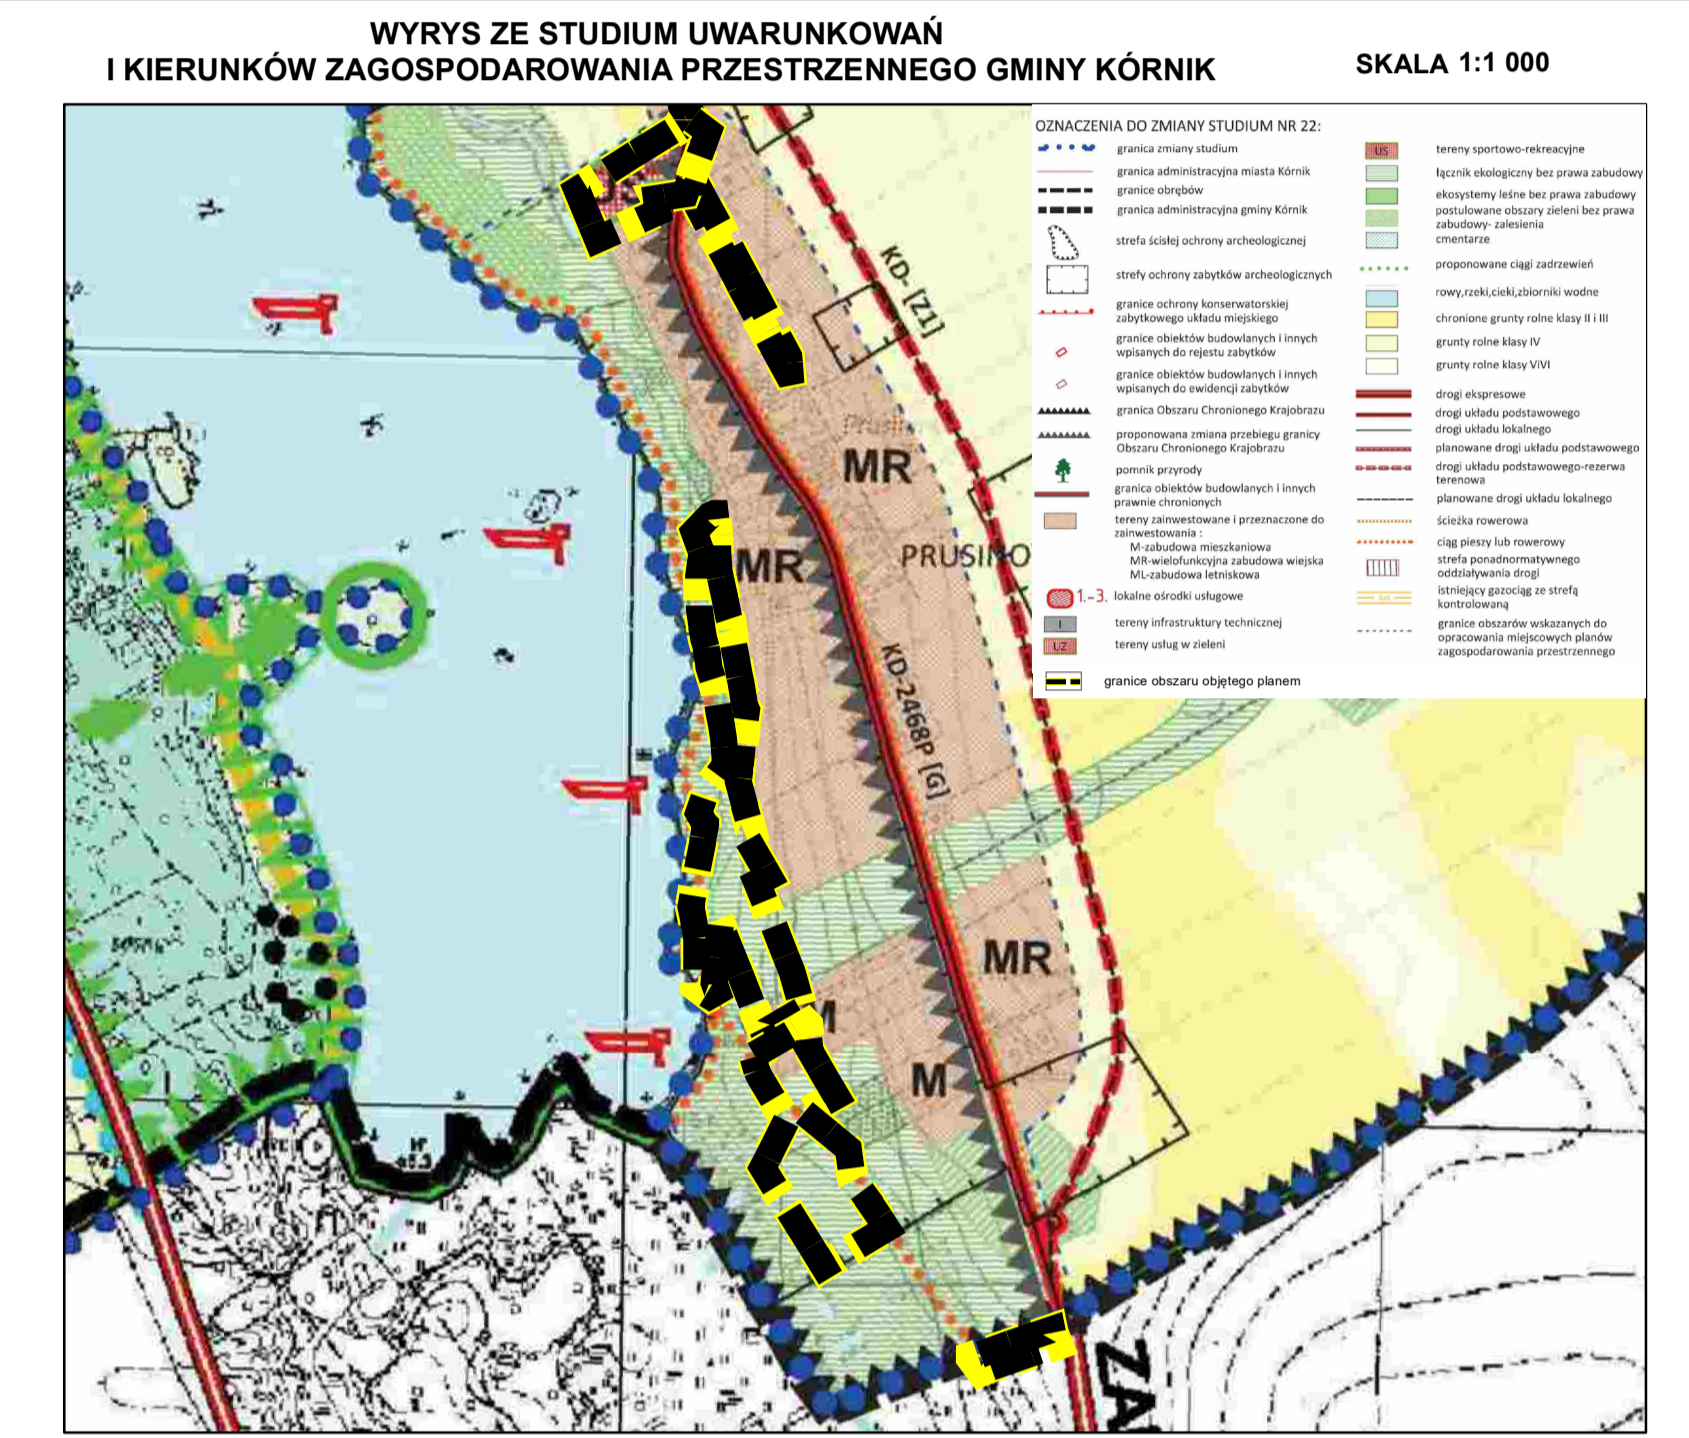 WYRYS ZE STUDIUM UWARUNKOWAŃ
I KIERUNKÓW ZAGOSPODAROWANIA PRZESTRZENNEGO GMINY KÓRNIK
SKALA 1:1 000
OZNACZENIA DO ZMIANY STUDIUM NR 22:
granica zmiany studium
granica administracyjna miasta Kórnik
granice obrębów
granica administracyjna gminy Kórnik
strefa ścisłej ochrony archeologicznej
strefy ochrony zabytków archeologicznych
granice ochrony konserwatorskiej
zabytkowego układu miejskiego
granice obiektów budowlanych i innych
wpisanych do rejestu zabytków
granice obiektów budowlanych i innych
wpisanych do ewidencji zabytków
granica Obszaru Chronionego Krajobrazu
proponowana zmiana przebiegu granicy
Obszaru Chronionego Krajobrazu
pomnik przyrody
granica obiektów budowlanych i innych
prawnie chronionych
tereny zainwestowane i przeznaczone do
zainwestowania :
M-zabudowa mieszkaniowa
MR-wielofunkcyjna zabudowa wiejska
ML-zabudowa letniskowa
1.-3. lokalne ośrodki usługowe
I tereny infrastruktury technicznej
UZ tereny usług w zieleni
granice obszaru objętego planem
US tereny sportowo-rekreacyjne
łącznik ekologiczny bez prawa zabudowy
ekosystemy leśne bez prawa zabudowy
postulowane obszary zieleni bez prawa
zabudowy- zalesienia
cmentarze
proponowane ciągi zadrzewień
rowy,rzeki,cieki,zbiorniki wodne
chronione grunty rolne klasy II i III
grunty rolne klasy IV
grunty rolne klasy ViVI
drogi ekspresowe
drogi układu podstawowego
drogi układu lokalnego
planowane drogi układu podstawowego
drogi układu podstawowego-rezerwa
terenowa
planowane drogi układu lokalnego
ścieżka rowerowa
ciąg pieszy lub rowerowy
strefa ponadnormatywnego
oddziaływania drogi
GAS istniejący gazociąg ze strefą
kontrolowaną
granice obszarów wskazanych do
opracowania miejscowych planów
zagospodarowania przestrzennego
KD- [Z1]
MR
MR
PRUSINO
KD-2468P [G]
MR
M
M
ZA